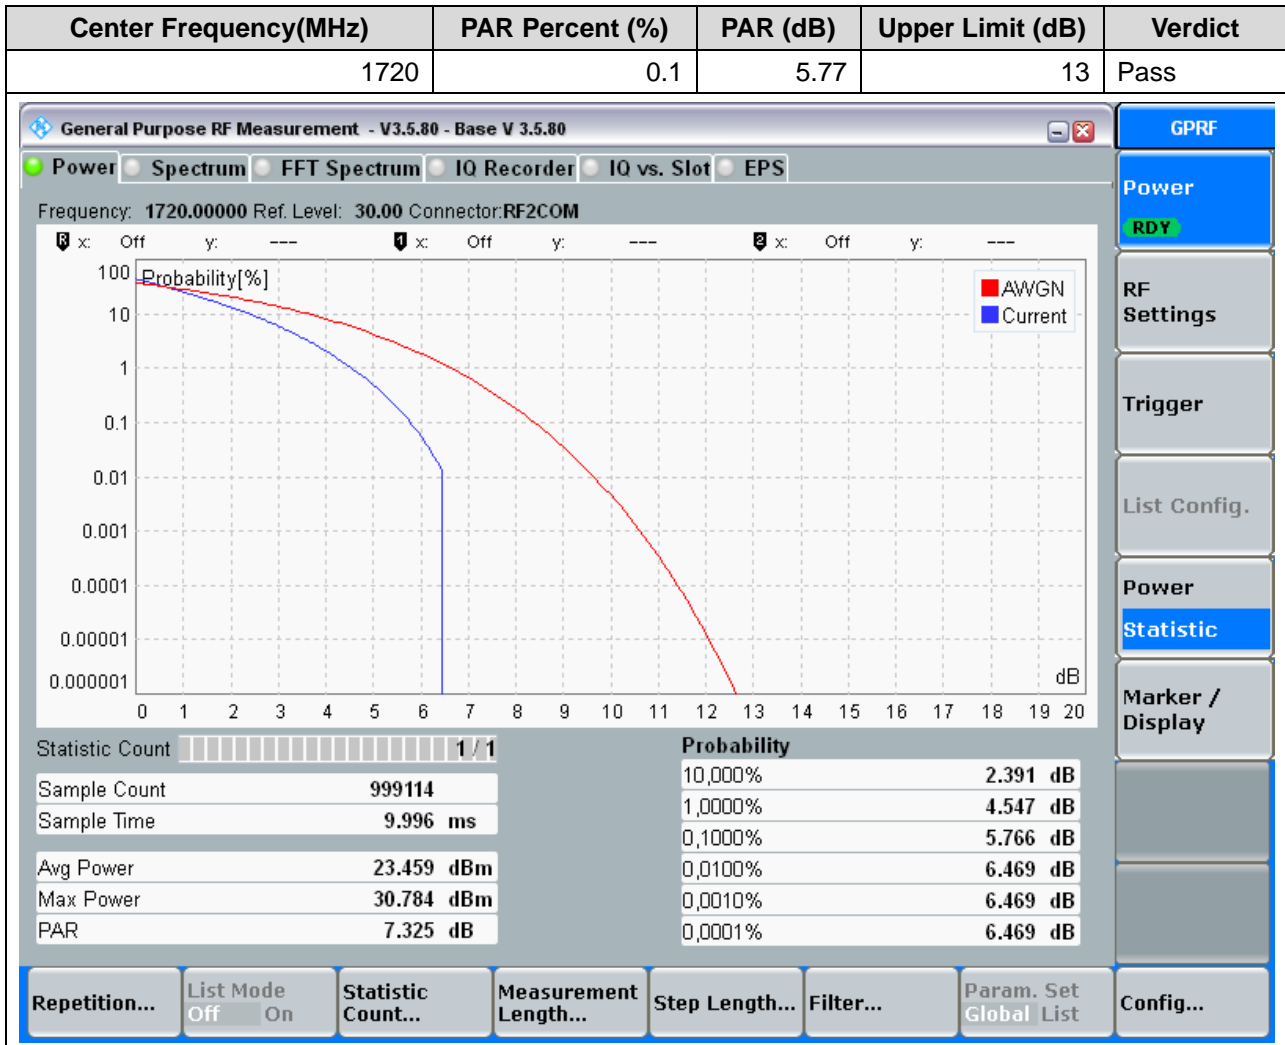 Center Frequency(MHz) PAR Percent (%) PAR (dB) Upper Limit (dB) Verdict
1720 0.1 5.77 13 Pass
General Purpose RF Measurement - V3.5.80 - Base V 3.5.80
GPRF
Power Spectrum FFT Spectrum IQ Recorder IQ vs. Slot EPS
Frequency: 1720.00000 Ref. Level: 30.00 Connector:RF2COM
R x: Off y: --- 1 x: Off y: --- 2 x: Off y: ---
Probability[%]
AWGN
Current
100
10
1
0.1
0.01
0.001
0.0001
0.00001
0.000001
dB
0 1 2 3 4 5 6 7 8 9 10 11 12 13 14 15 16 17 18 19 20
Statistic Count 1 / 1
Sample Count 999114
Sample Time 9.996 ms
Avg Power 23.459 dBm
Max Power 30.784 dBm
PAR 7.325 dB
Probability
10,000% 2.391 dB
1,0000% 4.547 dB
0,1000% 5.766 dB
0,0100% 6.469 dB
0,0010% 6.469 dB
0,0001% 6.469 dB
Power
RDY
RF
Settings
Trigger
List Config.
Power
Statistic
Marker /
Display
Repetition...
List Mode
Off On
Statistic
Count...
Measurement
Length...
Step Length...
Filter...
Param. Set
Global List
Config...